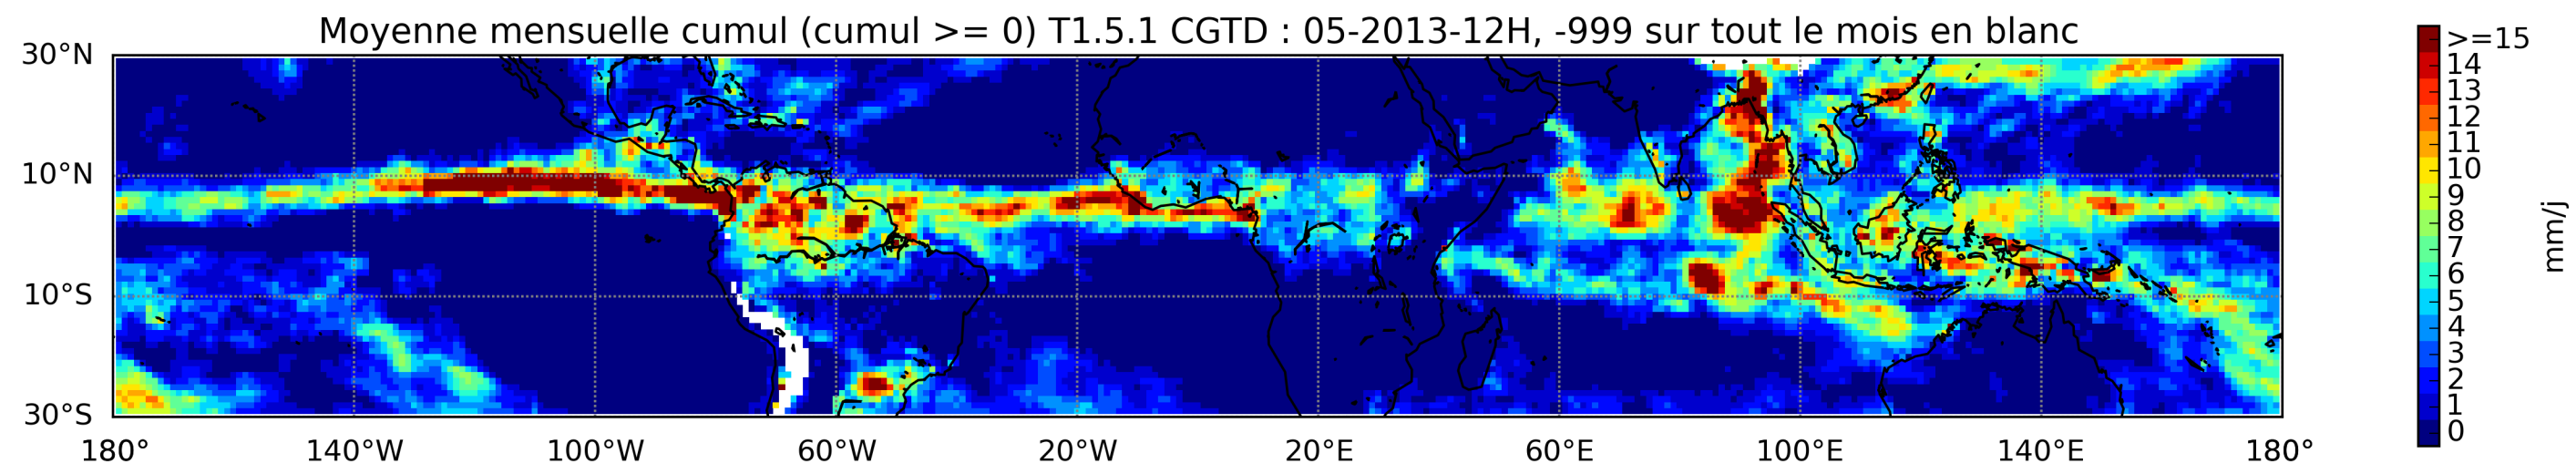 Moyenne mensuelle cumul (cumul >= 0) T1.5.1 CGTD : 05-2013-12H, -999 sur tout le mois en blanc
30°N
10°N
10°S
30°S
180° 140°W 100°W 60°W 20°W 20°E 60°E 100°E 140°E 180°
>=15
14
13
12
11
10
9
8
7
6
5
4
3
2
1
0
mm/j